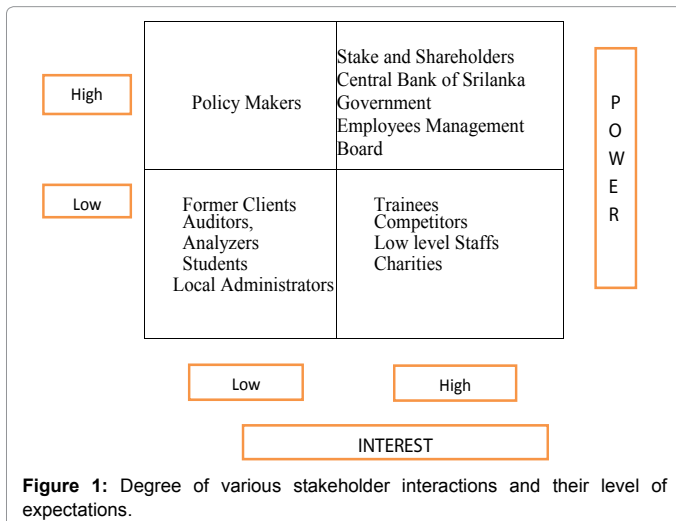 High
Policy Makers
Stake and Shareholders
Central Bank of Srilanka
Government
Employees Management
Board
P
O
W
E
R
Low
Former Clients
Auditors,
Analyzers
Students
Local Administrators
Trainees
Competitors
Low level Staffs
Charities
Low
High
INTEREST
Figure 1: Degree of various stakeholder interactions and their level of
expectations.